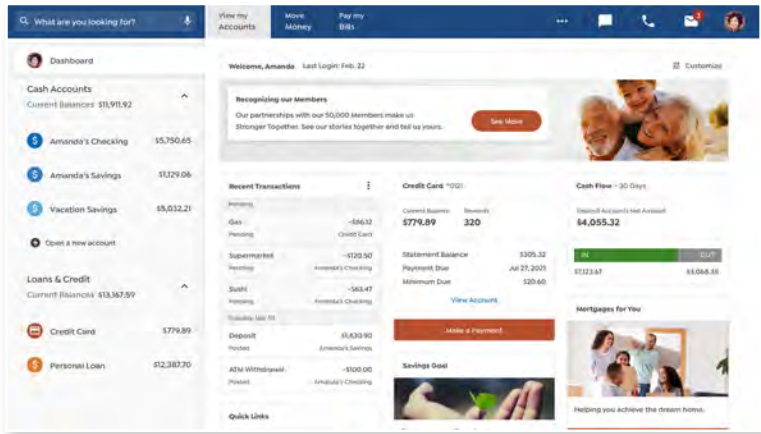 What are you looking for?
View my
Accounts
Move
Money
Pay my
Bills
3
Dashboard
Cash Accounts
Current Balances $11,911.92
Amanda's Checking $5,750.65
Amanda's Savings $1,129.06
Vacation Savings $5,032.21
Open a new account
Loans & Credit
Current Balances $13,167.59
Credit Card $779.89
Personal Loan $12,387.70
Welcome, Amanda Last Login: Feb. 22
Customize
Recognizing our Members
Our partnerships with our 50,000 Members make us
Stronger Together. See our stories together and tell us yours.
See More
Recent Transactions
Pending
Gas -$86.12
Pending Credit Card
Supermarket -$120.50
Pending Amanda's Checking
Sushi -$63.47
Pending Amanda's Checking
Deposit $1,830.90
Posted Amanda's Savings
ATM Withdrawal -$100.00
Posted Amanda's Checking
Quick Links
Credit Card *0121
Current Balance Rewards
$779.89 320
Statement Balance $305.32
Payment Due Jul 27, 2021
Minimum Due $20.60
View Account
Make a Payment
Savings Goal
Cash Flow - 30 Days
Deposit Accounts Net Amount
$4,055.32
IN OUT
$7,123.67 $3,068.35
Mortgages for You
Helping you achieve the dream home.